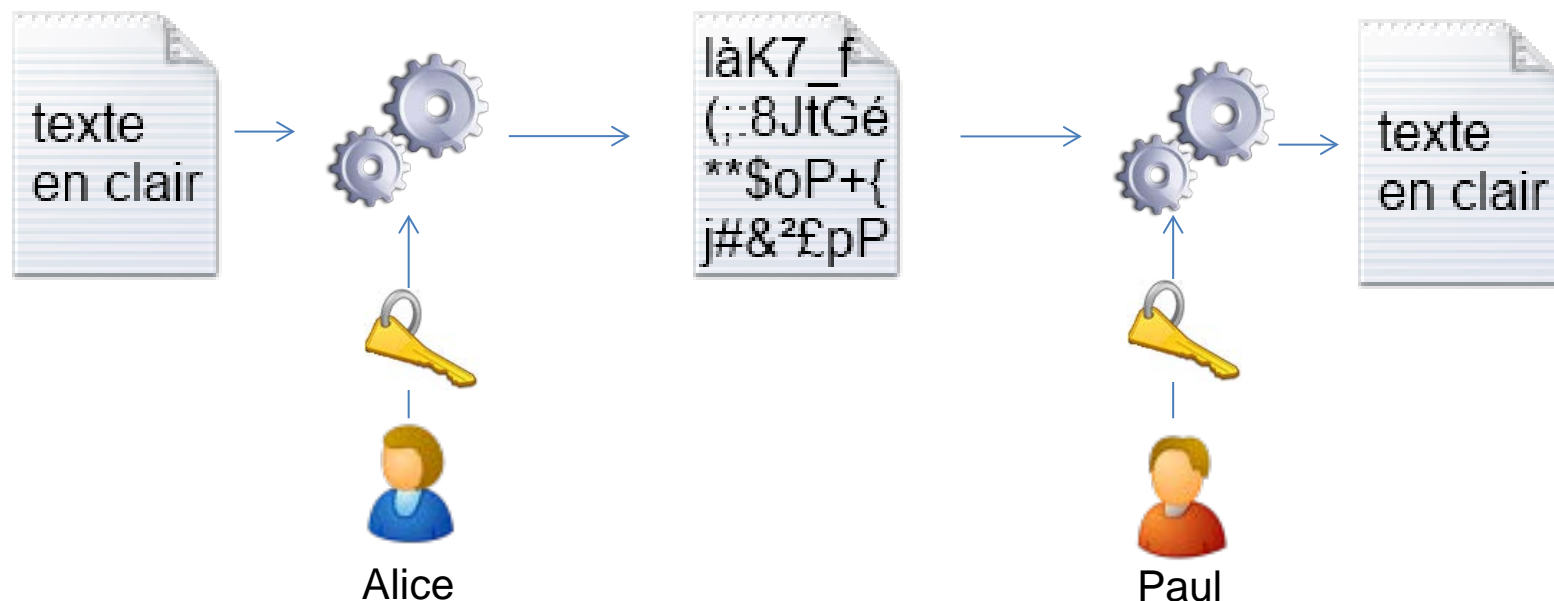 texte
en clair
làK7_f
(;:8JtGé
**$oP+{
j#&²£pP
texte
en clair
Alice
Paul